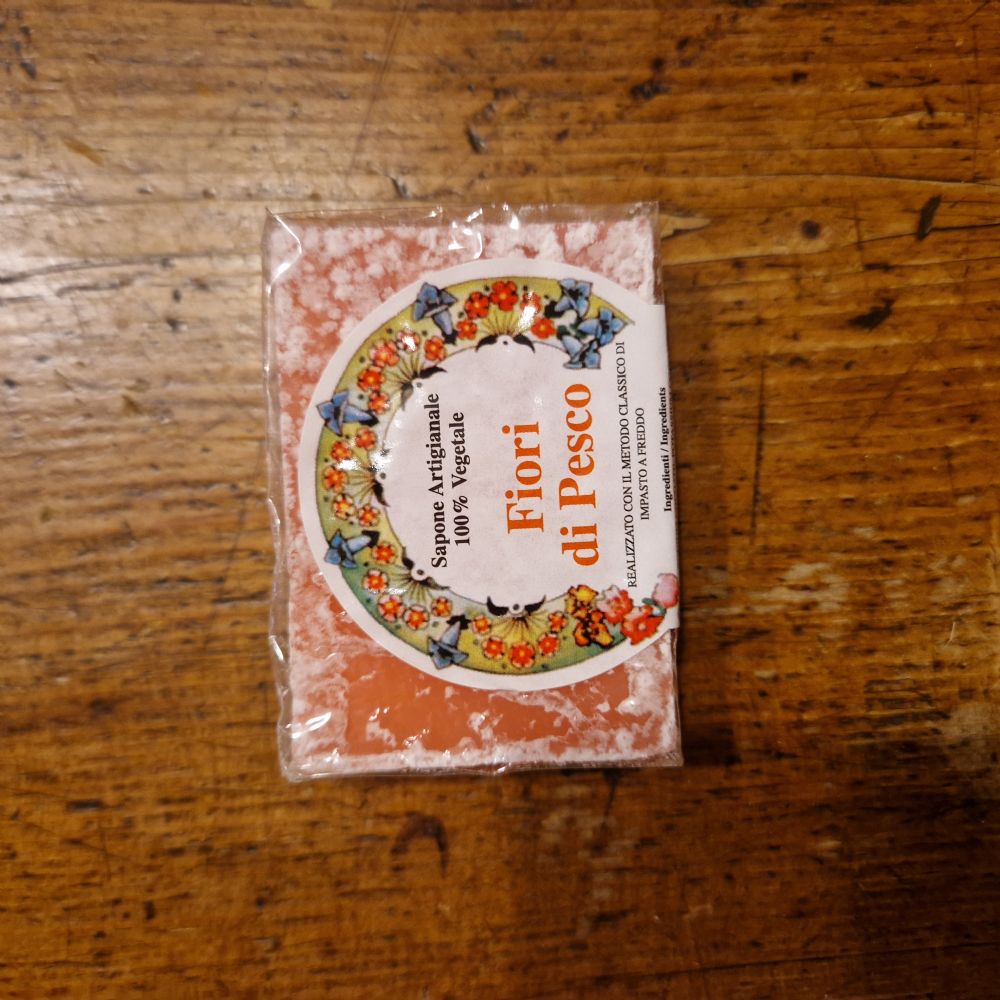 Sapone Artigianale
100% Vegetale
Fiori
di Pesco
REALIZZATO CON IL METODO CLASSICO DI
IMPASTO A FREDDO
Ingredienti / Ingredients